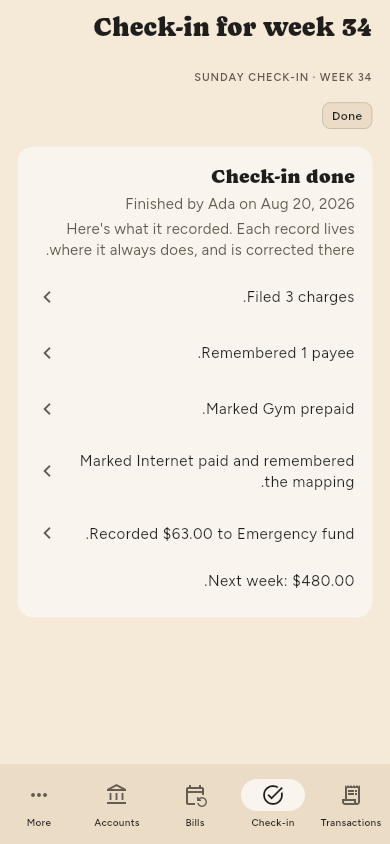 Check-in for week 34
SUNDAY CHECK-IN · WEEK 34
Done
Check-in done
Finished by Ada on Aug 20, 2026
Here's what it recorded. Each record lives
.where it always does, and is corrected there
.Filed 3 charges
.Remembered 1 payee
.Marked Gym prepaid
Marked Internet paid and remembered
.the mapping
.Recorded $63.00 to Emergency fund
.Next week: $480.00
More
Accounts
Bills
Check-in
Transactions